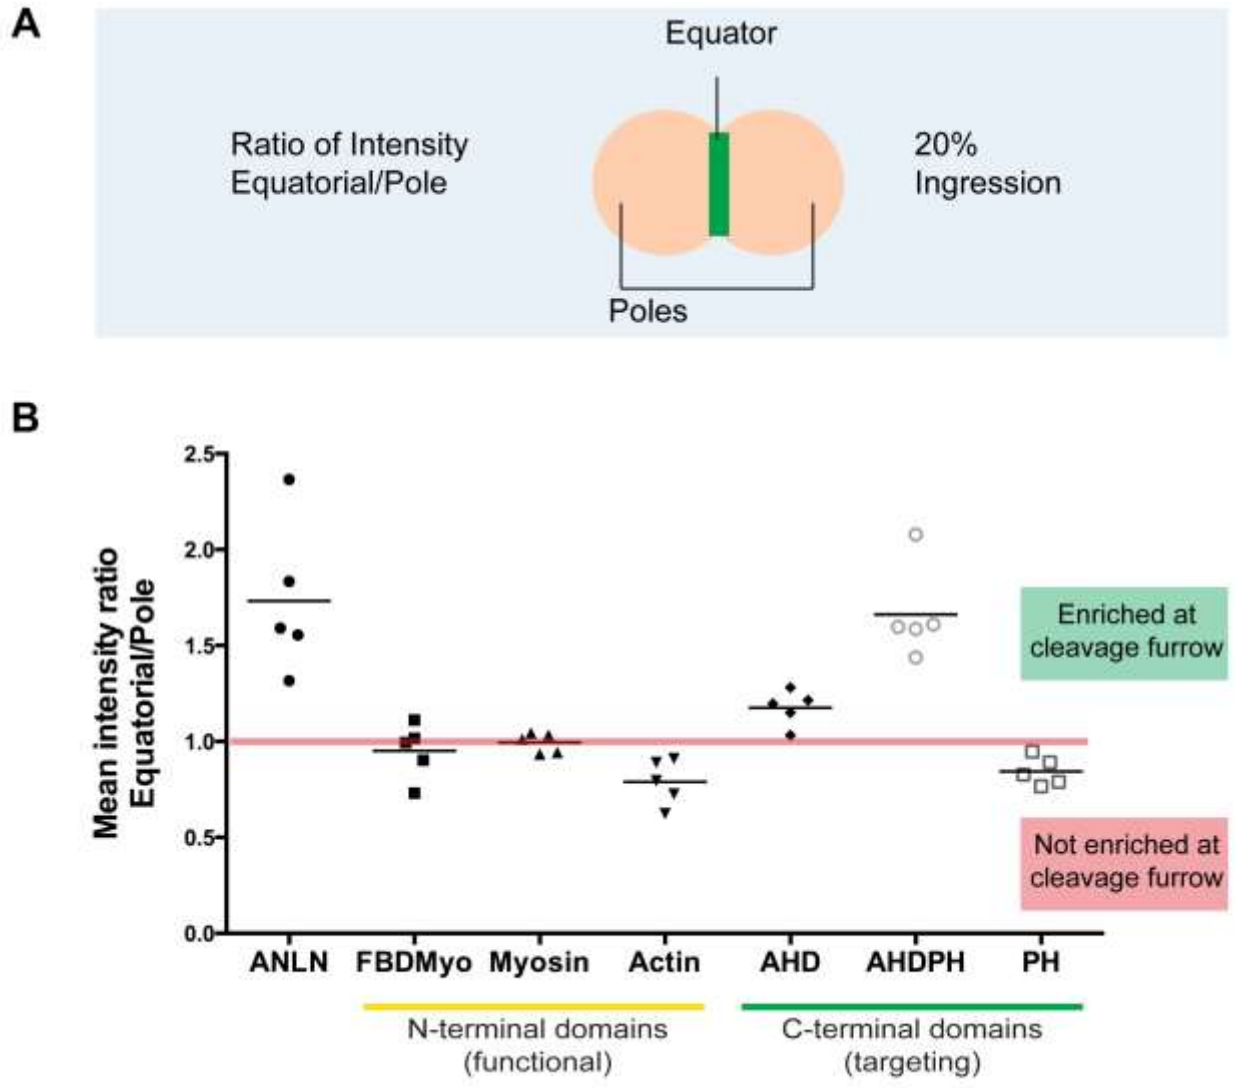 A
Equator
Ratio of Intensity
Equatorial/Pole
20%
Ingression
Poles
B
Mean intensity ratio
Equatorial/Pole
2.5
2.0
1.5
1.0
0.5
0.0
Enriched at
cleavage furrow
Not enriched at
cleavage furrow
ANLN FBDMyo Myosin Actin AHD AHDPH PH
N-terminal domains
(functional)
C-terminal domains
(targeting)